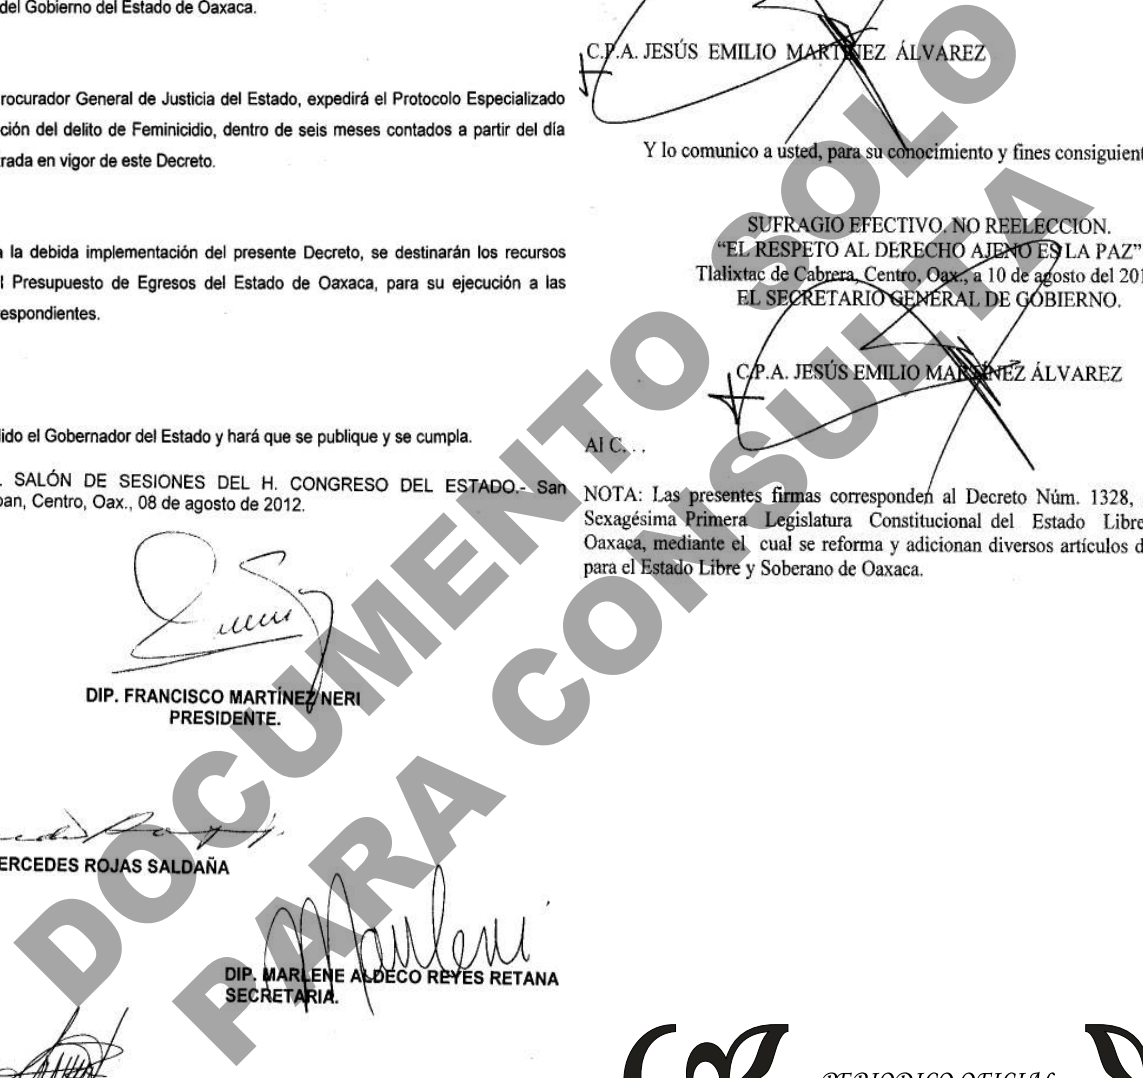 del Gobierno del Estado de Oaxaca.
rocurador General de Justicia del Estado, expedirá el Protocolo Especializado
ción del delito de Feminicidio, dentro de seis meses contados a partir del día
rada en vigor de este Decreto.
a la debida implementación del presente Decreto, se destinarán los recursos
l Presupuesto de Egresos del Estado de Oaxaca, para su ejecución a las
espondientes.
ido el Gobernador del Estado y hará que se publique y se cumpla.
. SALÓN DE SESIONES DEL H. CONGRESO DEL ESTADO.- San
pan, Centro, Oax., 08 de agosto de 2012.
DIP. FRANCISCO MARTÍNEZ NERI
PRESIDENTE.
ERCEDES ROJAS SALDAÑA
Marleni
DIP. MARLENE ALDECO REYES RETANA
SECRETARIA.
C.P.A. JESÚS EMILIO MARTÍNEZ ÁLVAREZ
Y lo comunico a usted, para su conocimiento y fines consiguient
SUFRAGIO EFECTIVO. NO REELECCION.
"EL RESPETO AL DERECHO AJENO ES LA PAZ"
Tlalixtac de Cabrera, Centro, Oax., a 10 de agosto del 201
EL SECRETARIO GENERAL DE GOBIERNO.
C.P.A. JESÚS EMILIO MARTÍNEZ ÁLVAREZ
Al C. . .
NOTA: Las presentes firmas corresponden al Decreto Núm. 1328,
Sexagésima Primera Legislatura Constitucional del Estado Libre
Oaxaca, mediante el cual se reforma y adicionan diversos artículos d
para el Estado Libre y Soberano de Oaxaca.
PERIODICO OFICIAL
DOCUMENTO SOLO
PARA CONSULTA